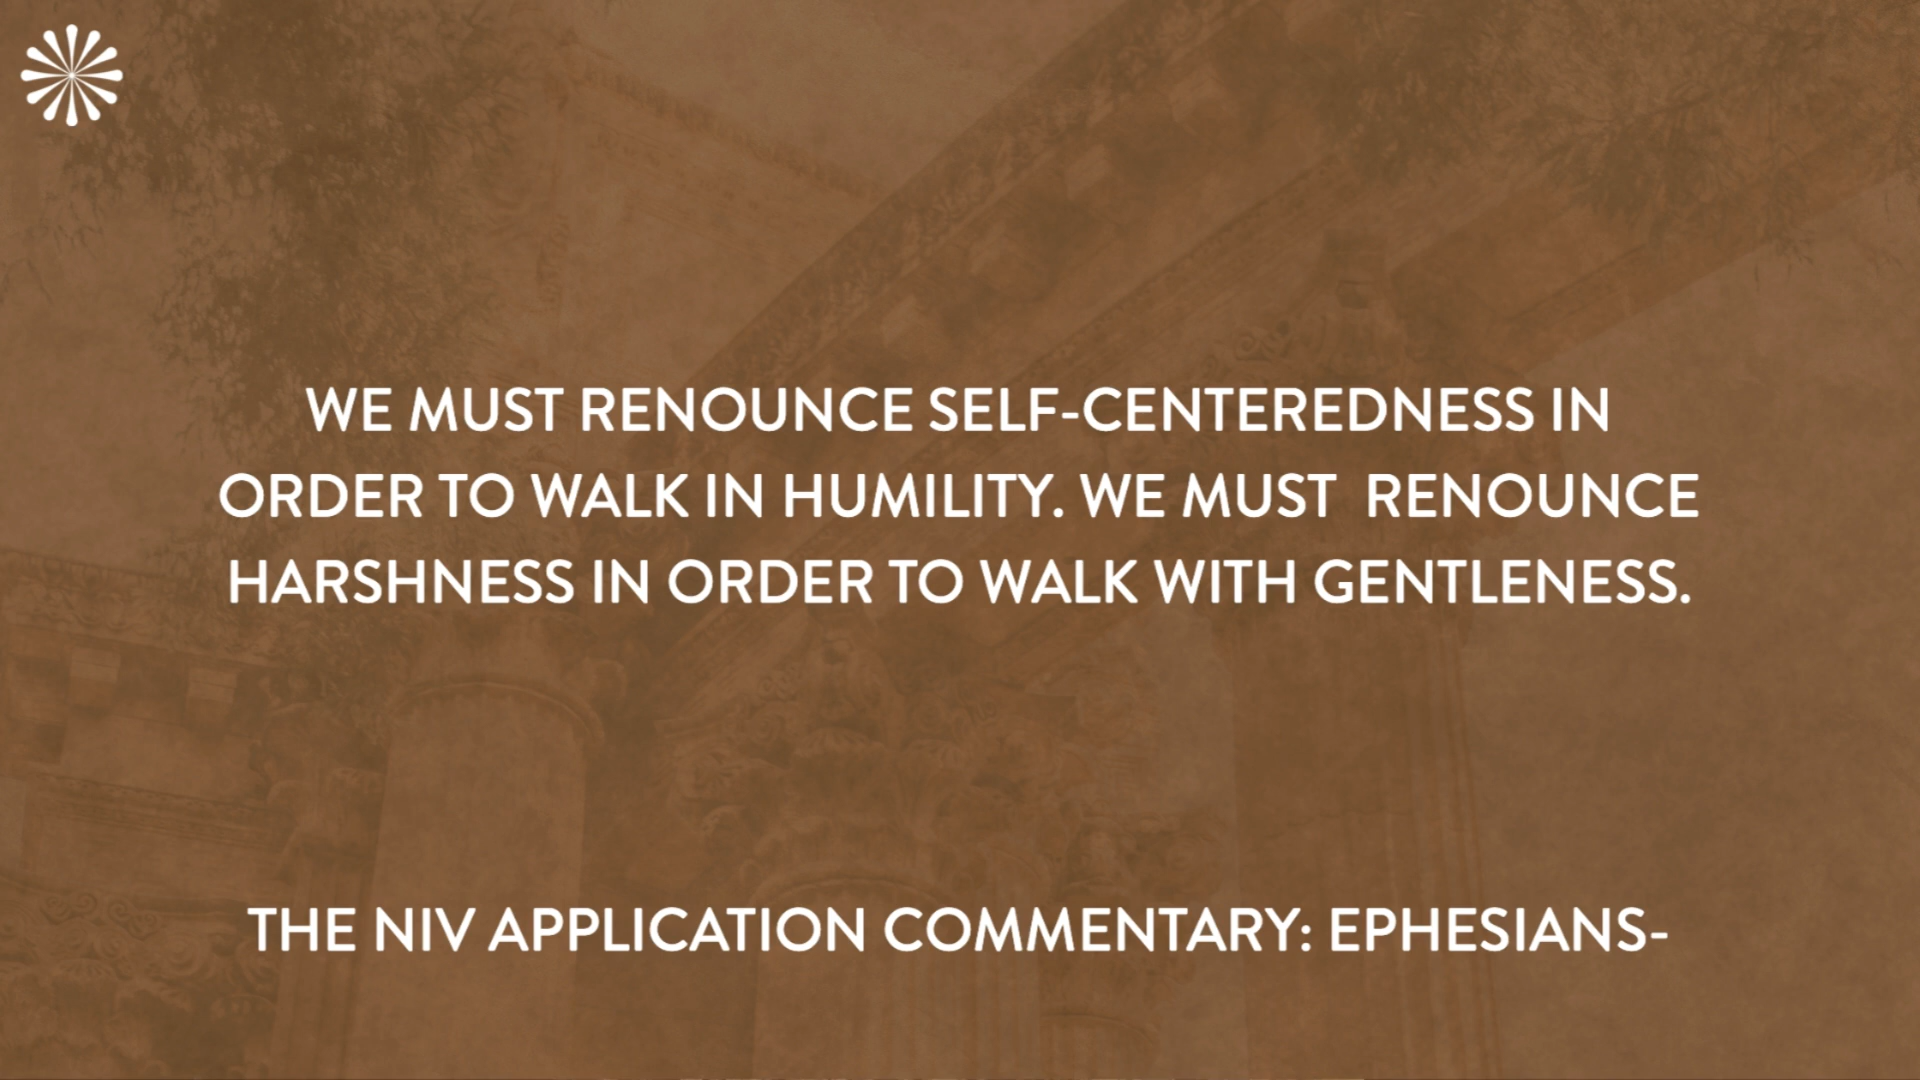 WE MUST RENOUNCE SELF-CENTEREDNESS IN
ORDER TO WALK IN HUMILITY. WE MUST  RENOUNCE
HARSHNESS IN ORDER TO WALK WITH GENTLENESS.
THE NIV APPLICATION COMMENTARY: EPHESIANS-